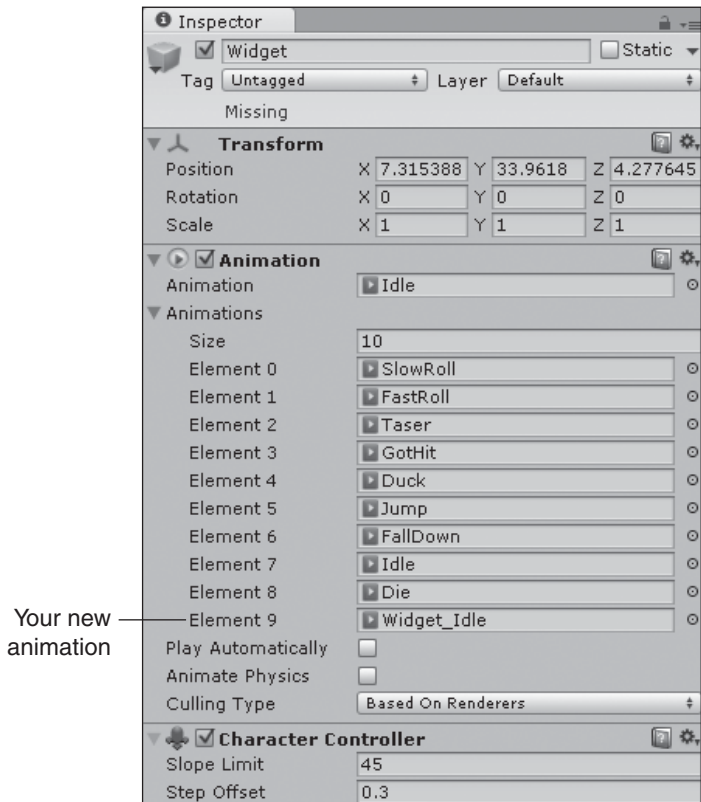 Inspector
Widget Static
Tag Untagged Layer Default
Missing
Transform
Position X 7.315388 Y 33.9618 Z 4.277645
Rotation X 0 Y 0 Z 0
Scale X 1 Y 1 Z 1
Animation
Animation Idle
Animations
Size 10
Element 0 SlowRoll
Element 1 FastRoll
Element 2 Taser
Element 3 GotHit
Element 4 Duck
Element 5 Jump
Element 6 FallDown
Element 7 Idle
Element 8 Die
Your new animation
Element 9 Widget_Idle
Play Automatically
Animate Physics
Culling Type Based On Renderers
Character Controller
Slope Limit 45
Step Offset 0.3